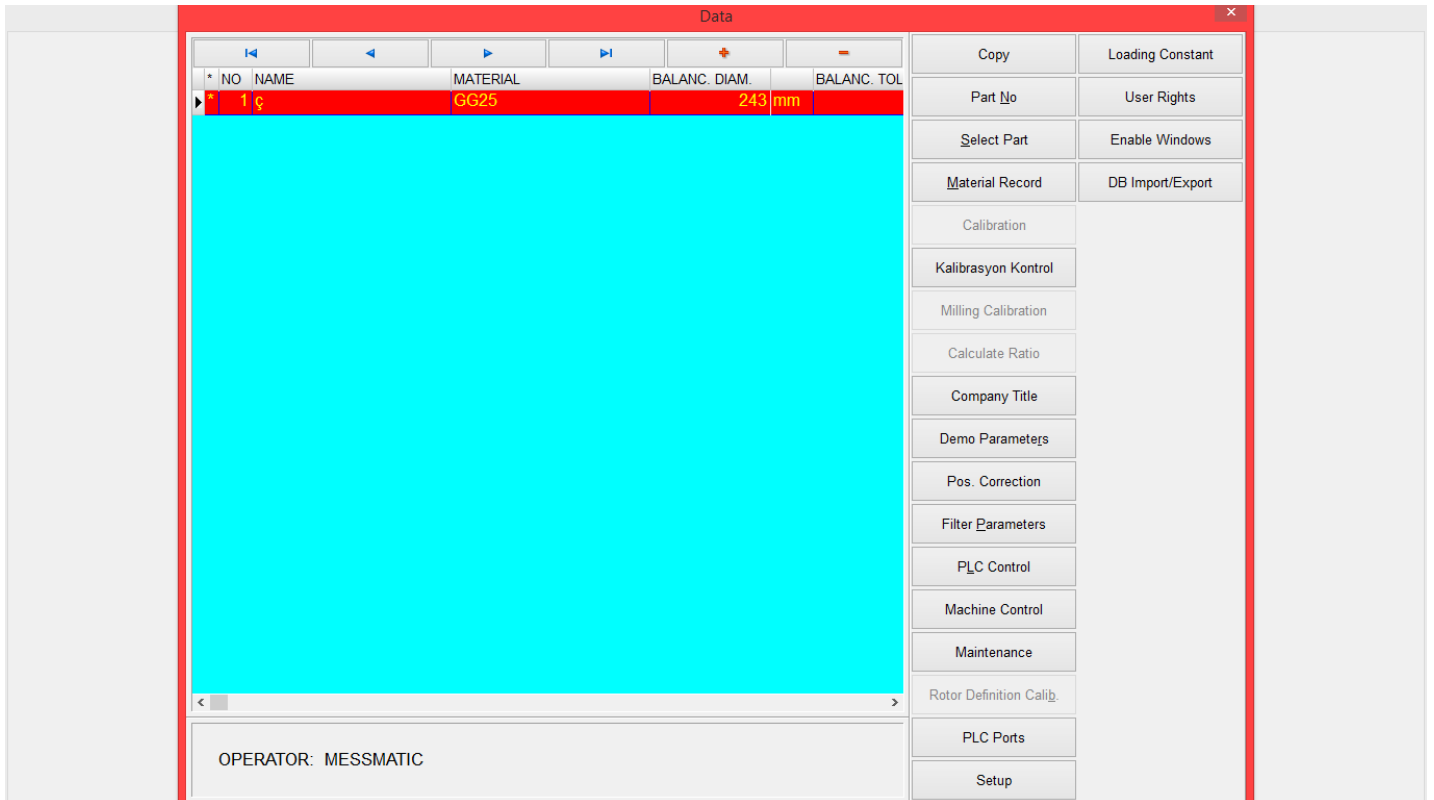 Data
* NO NAME MATERIAL BALANC. DIAM. BALANC. TOL
* 1 ç GG25 243 mm
OPERATOR: MESSMATIC
Copy
Part No
Select Part
Material Record
Calibration
Kalibrasyon Kontrol
Milling Calibration
Calculate Ratio
Company Title
Demo Parameters
Pos. Correction
Filter Parameters
PLC Control
Machine Control
Maintenance
Rotor Definition Calib.
PLC Ports
Setup
Loading Constant
User Rights
Enable Windows
DB Import/Export